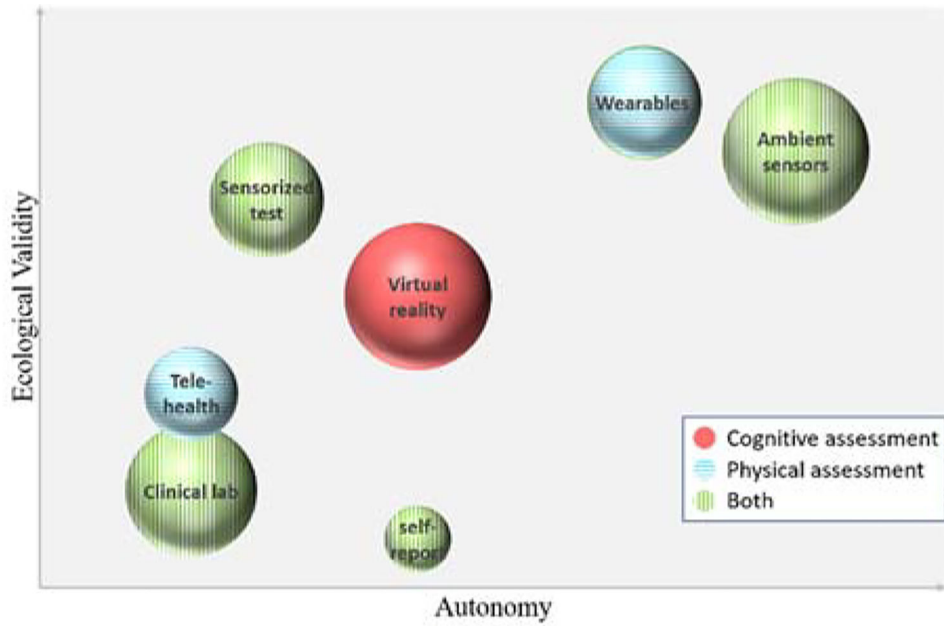 Wearables
Ambient
sensors
Sensorized
test
Virtual
reality
Tele-
health
Clinical lab
self-
repor
Ecological Validity
Autonomy
Cognitive assessment
Physical assessment
Both